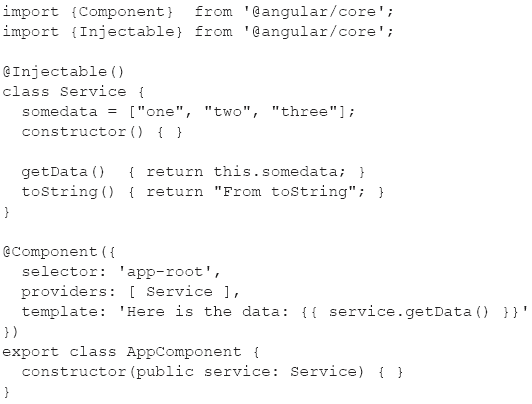 import {Component}  from '@angular/core';
import {Injectable} from '@angular/core';

@Injectable()
class Service {
  somedata = ["one", "two", "three"];
  constructor() { }

  getData()  { return this.somedata; }
  toString() { return "From toString"; }
}

@Component({
  selector: 'app-root',
  providers: [ Service ],
  template: 'Here is the data: {{ service.getData() }}'
})
export class AppComponent {
  constructor(public service: Service) { }
}